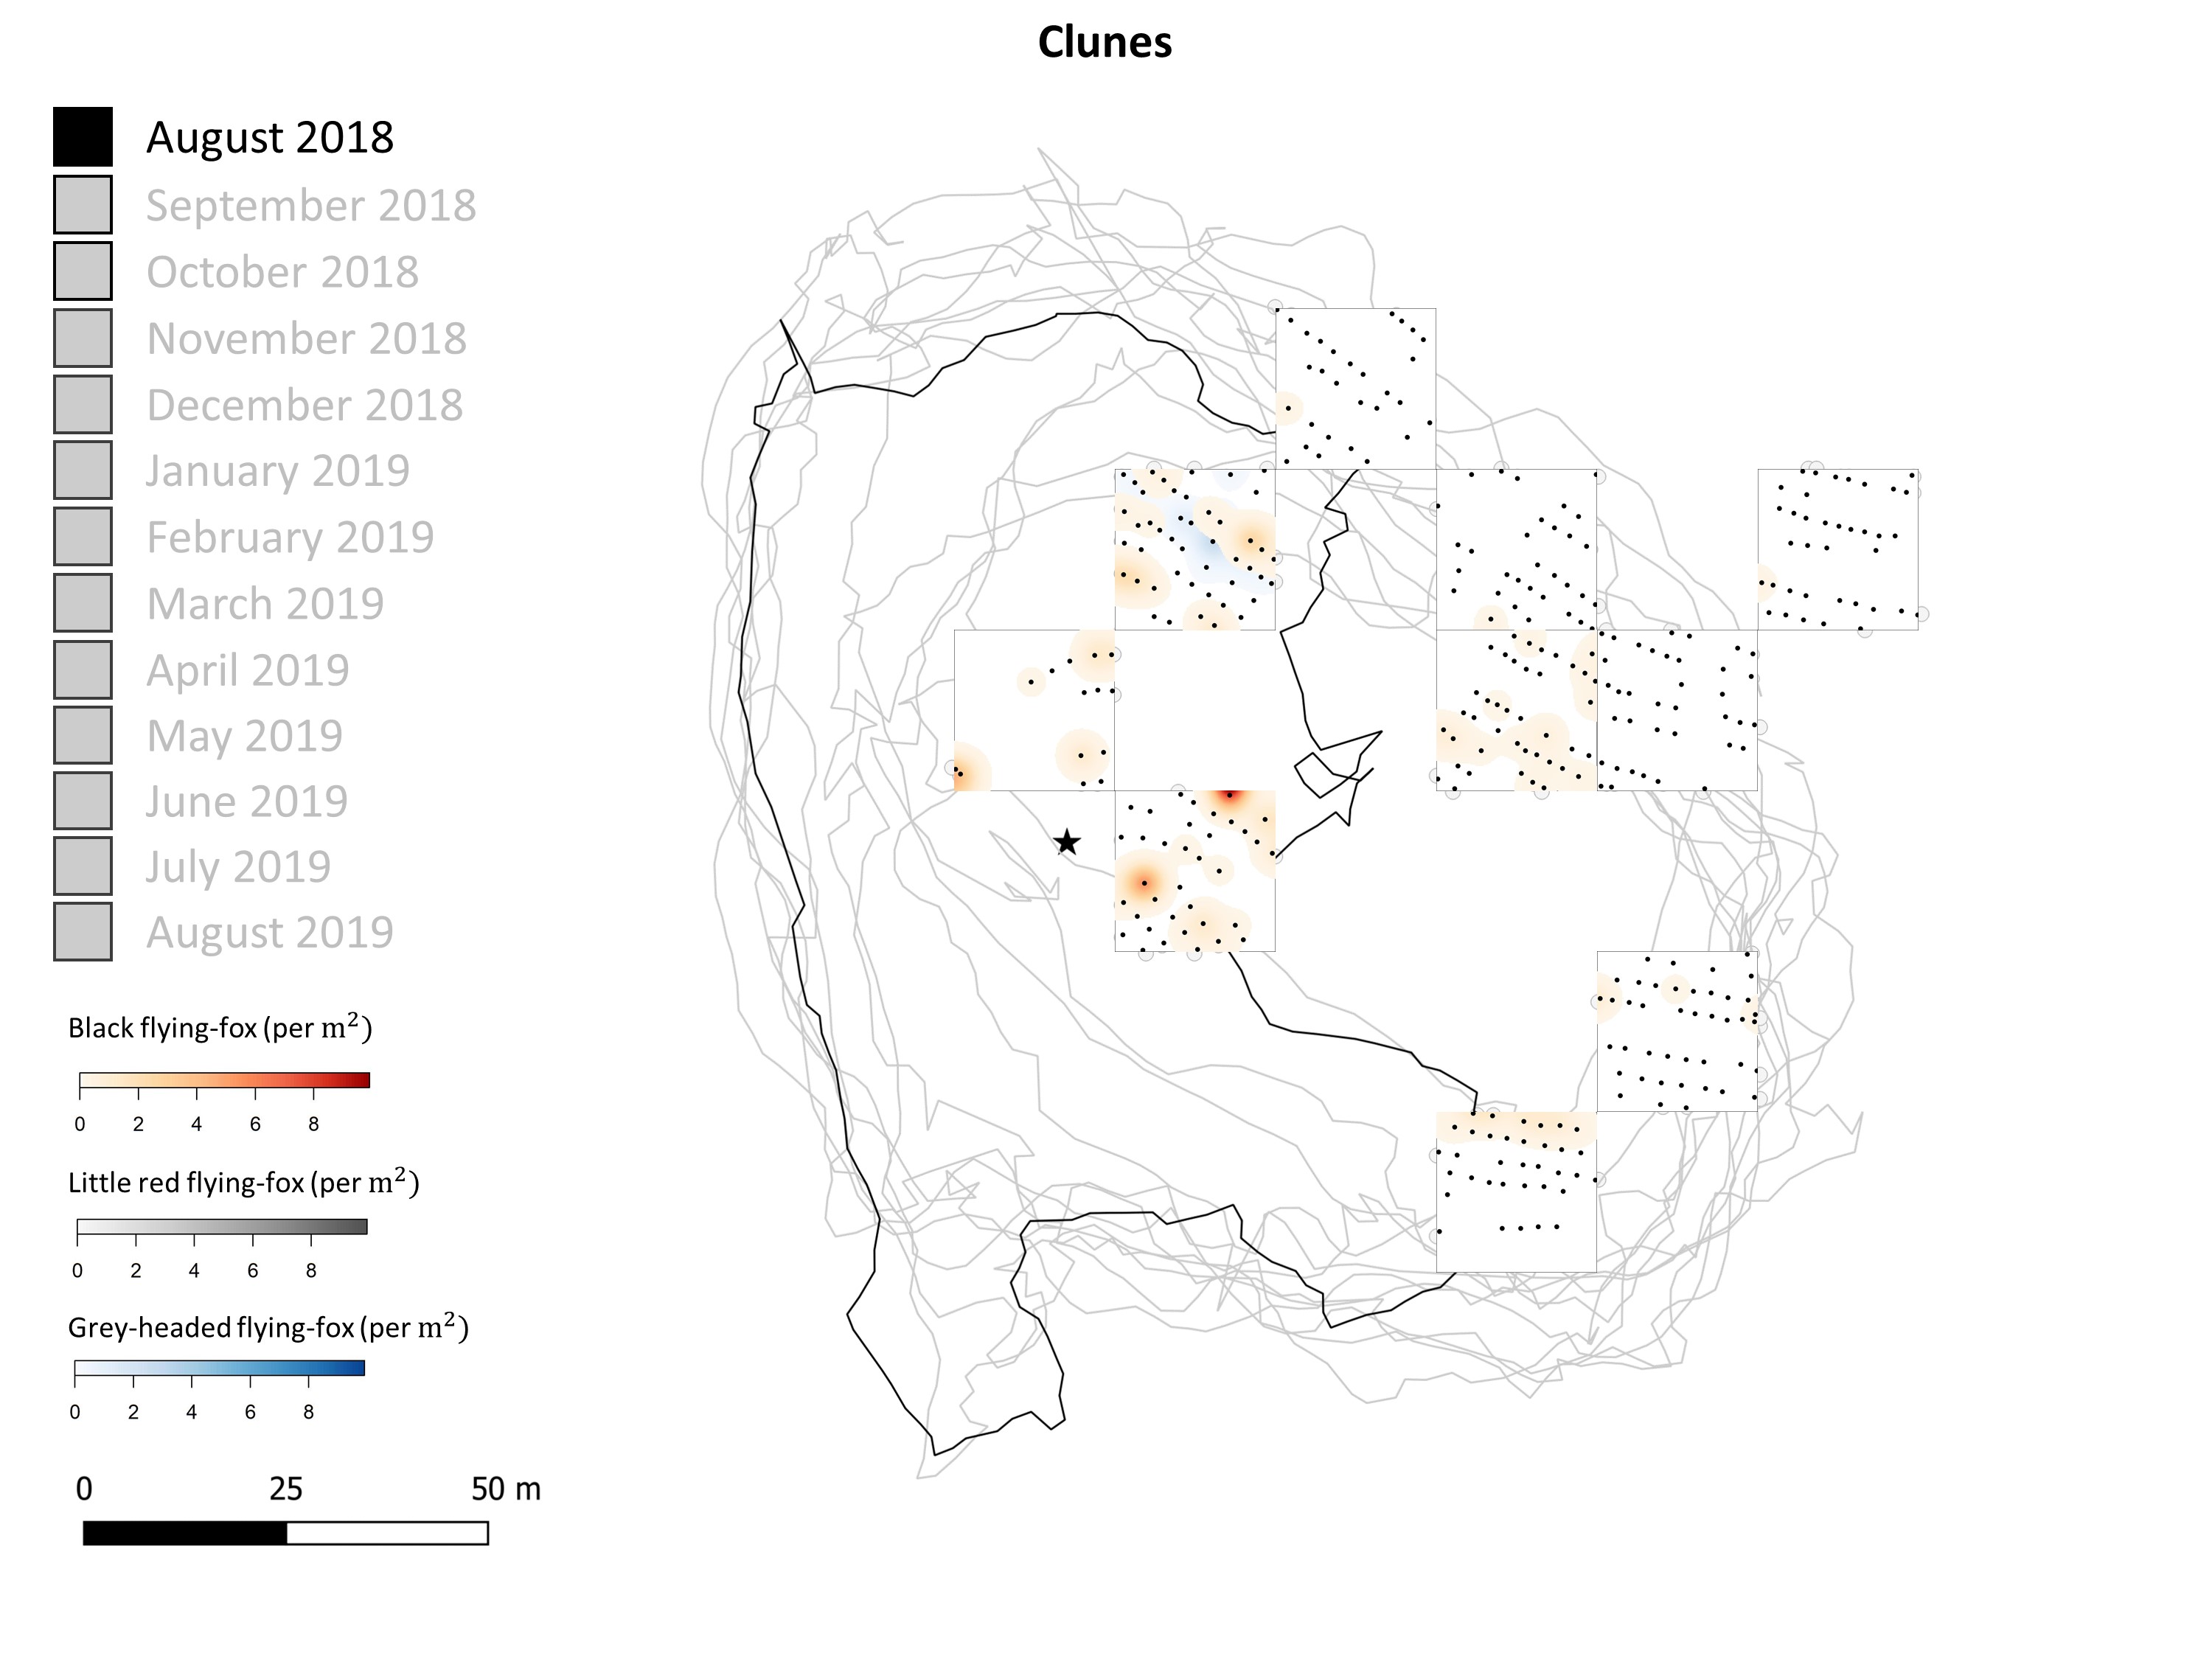 Clunes
August 2018
September 2018
October 2018
November 2018
December 2018
January 2019
February 2019
March 2019
April 2019
May 2019
June 2019
July 2019
August 2019
Black flying-fox (per m²)
0 2 4 6 8
Little red flying-fox (per m²)
0 2 4 6 8
Grey-headed flying-fox (per m²)
0 2 4 6 8
0 25 50 m